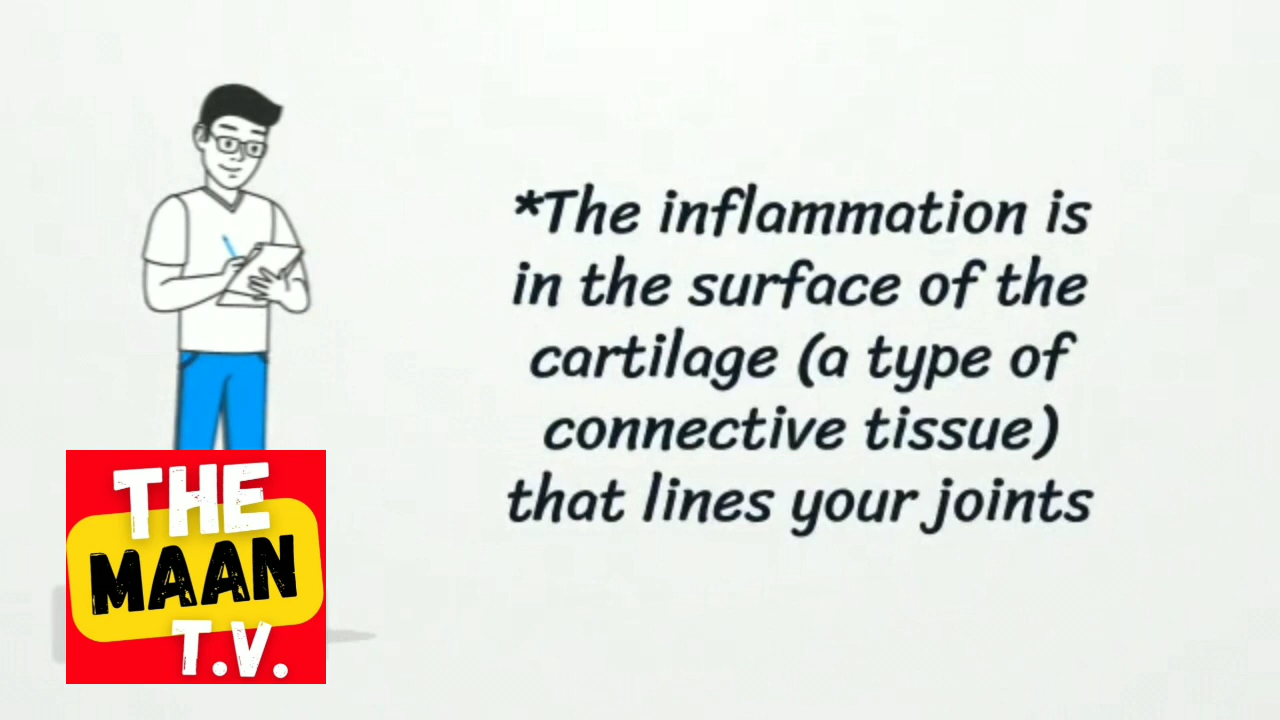 *The inflammation is
in the surface of the
cartilage (a type of
connective tissue)
that lines your joints
THE
MAAN
T.V.